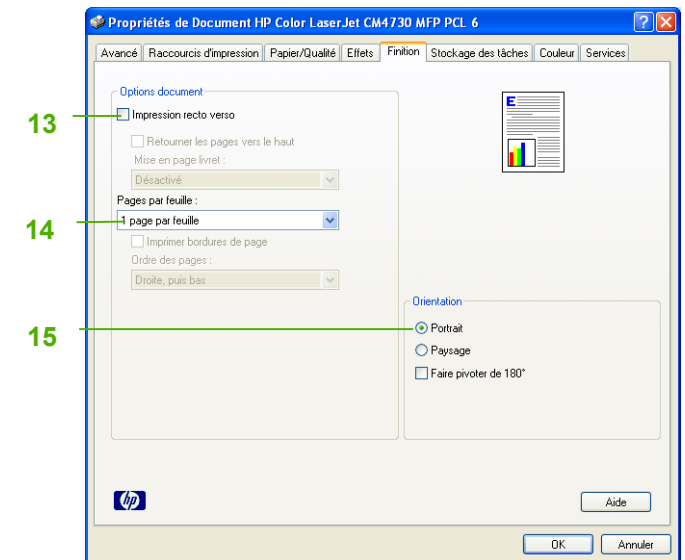 Propriétés de Document HP Color LaserJet CM4730 MFP PCL 6
Avancé Raccourcis d'impression Papier/Qualité Effets Finition Stockage des tâches Couleur Services
Options document
13 Impression recto verso
Retourner les pages vers le haut
Mise en page livret :
Désactivé
Pages par feuille :
14 1 page par feuille
Imprimer bordures de page
Ordre des pages :
Droite, puis bas
E
Orientation
15 Portrait
Paysage
Faire pivoter de 180°
hp
Aide
OK Annuler